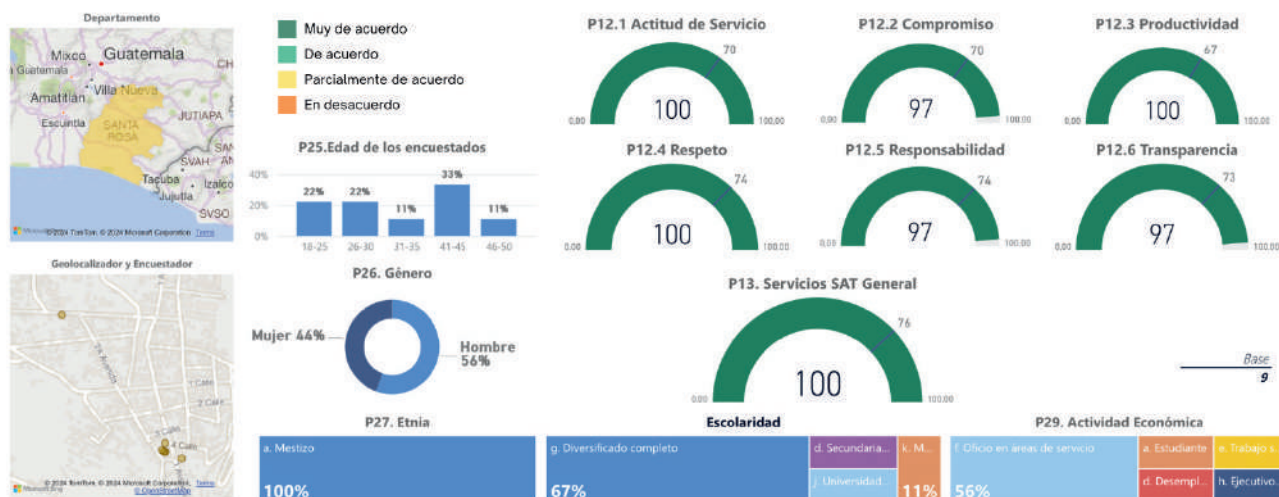 Departamento
Mixco
Guatemala
a Guatemala
Villa Nueva
Amatitlán
Escuintla
SANTA
ROSA
JUTIAPA
CH
SAN
AN
SVAH
Tacuba
Izalco
Jujutla
SVSO
© 2024 TomTom, © 2024 Microsoft Corporation Terms
Muy de acuerdo
De acuerdo
Parcialmente de acuerdo
En desacuerdo
P12.1 Actitud de Servicio
70
100
0.00
100.00
P12.2 Compromiso
70
97
0.00
100.00
P12.3 Productividad
67
100
0.00
100.00
P25.Edad de los encuestados
40%
20%
0%
22%
22%
11%
33%
11%
18-25
26-30
31-35
41-45
46-50
P12.4 Respeto
74
100
0.00
100.00
P12.5 Responsabilidad
74
97
0.00
100.00
P12.6 Transparencia
73
97
0.00
100.00
Geolocalizador y Encuestador
2A Avenida
1 Calle
2 Calle
4 Calle
© 2024 TomTom, © 2024 Microsoft Corporation, Terms
© OpenStreetMap
P26. Género
Mujer 44%
Hombre
56%
P13. Servicios SAT General
76
100
0.00
100.00
Base
9
P27. Etnia
a. Mestizo
100%
Escolaridad
g. Diversificado completo
67%
d. Secundaria...
j. Universidad...
k. M...
11%
P29. Actividad Económica
f. Oficio en áreas de servicio
56%
a. Estudiante
d. Desempl...
e. Trabajo s...
h. Ejecutivo...